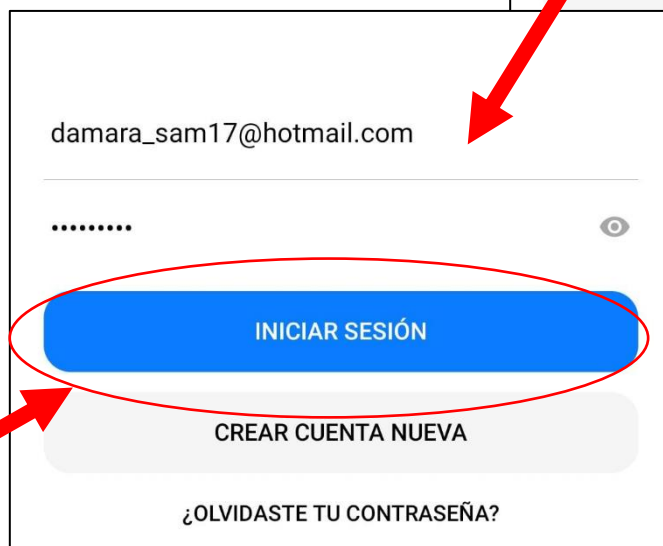 damara_sam17@hotmail.com
•••••••••
INICIAR SESIÓN
CREAR CUENTA NUEVA
¿OLVIDASTE TU CONTRASEÑA?